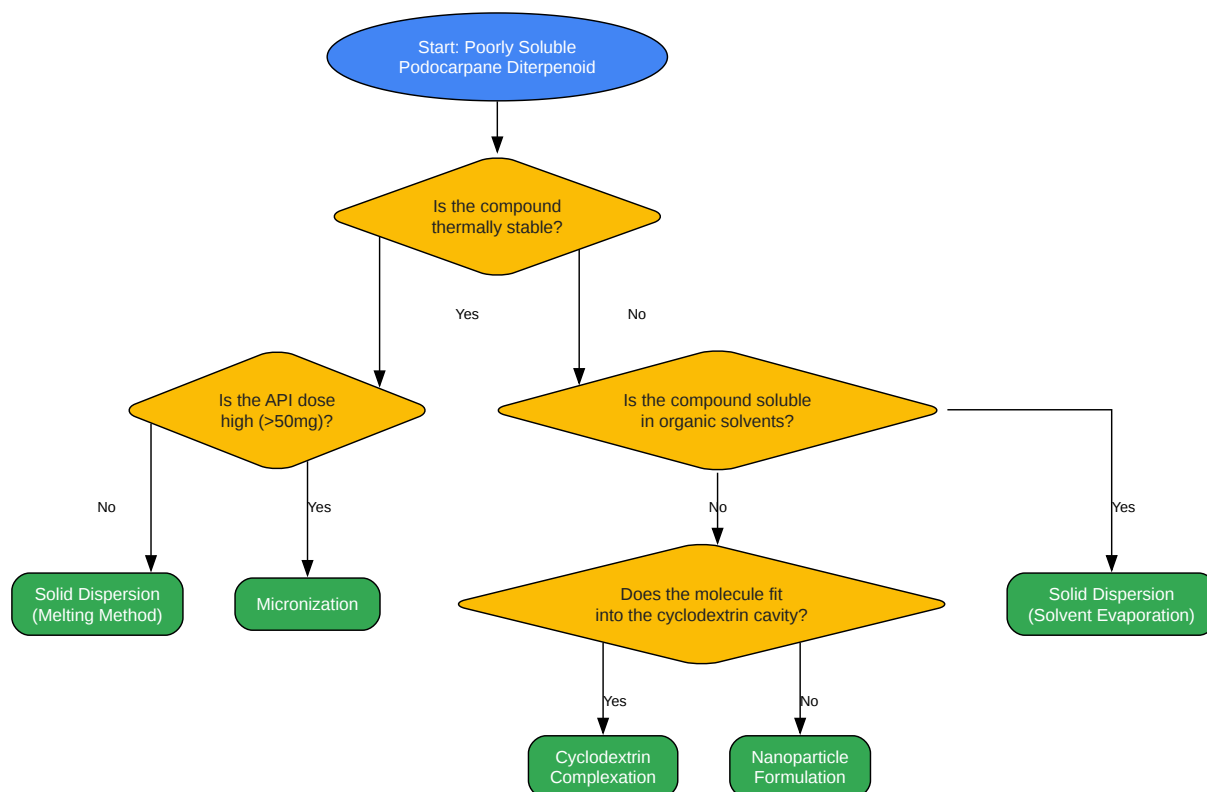 Start: Poorly Soluble
Podocarpane Diterpenoid
Is the compound
thermally stable?
Yes
No
Is the API dose
high (>50mg)?
Is the compound soluble
in organic solvents?
No
Yes
No
Yes
Solid Dispersion
(Melting Method)
Micronization
Does the molecule fit
into the cyclodextrin cavity?
Solid Dispersion
(Solvent Evaporation)
Yes
No
Cyclodextrin
Complexation
Nanoparticle
Formulation